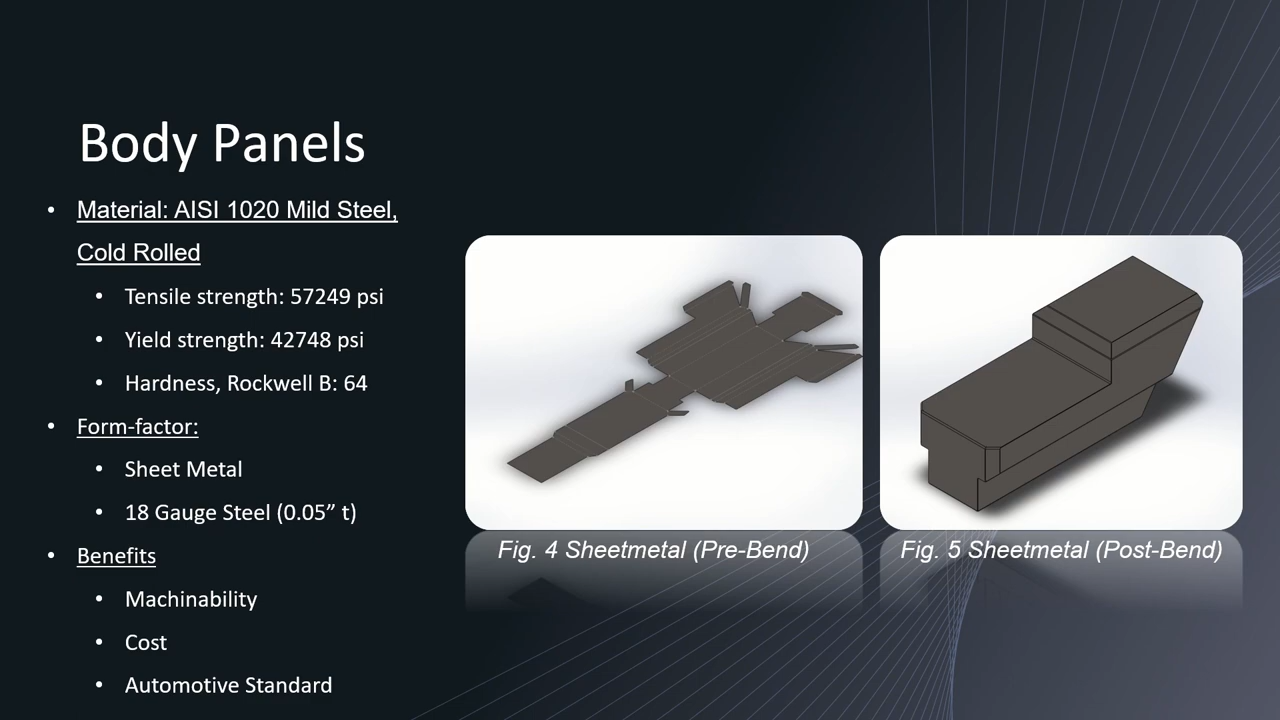 Body Panels
• Material: AISI 1020 Mild Steel,
Cold Rolled
• Tensile strength: 57249 psi
• Yield strength: 42748 psi
• Hardness, Rockwell B: 64
• Form-factor:
• Sheet Metal
• 18 Gauge Steel (0.05” t)
• Benefits
• Machinability
• Cost
• Automotive Standard
Fig. 4 Sheetmetal (Pre-Bend)
Fig. 5 Sheetmetal (Post-Bend)